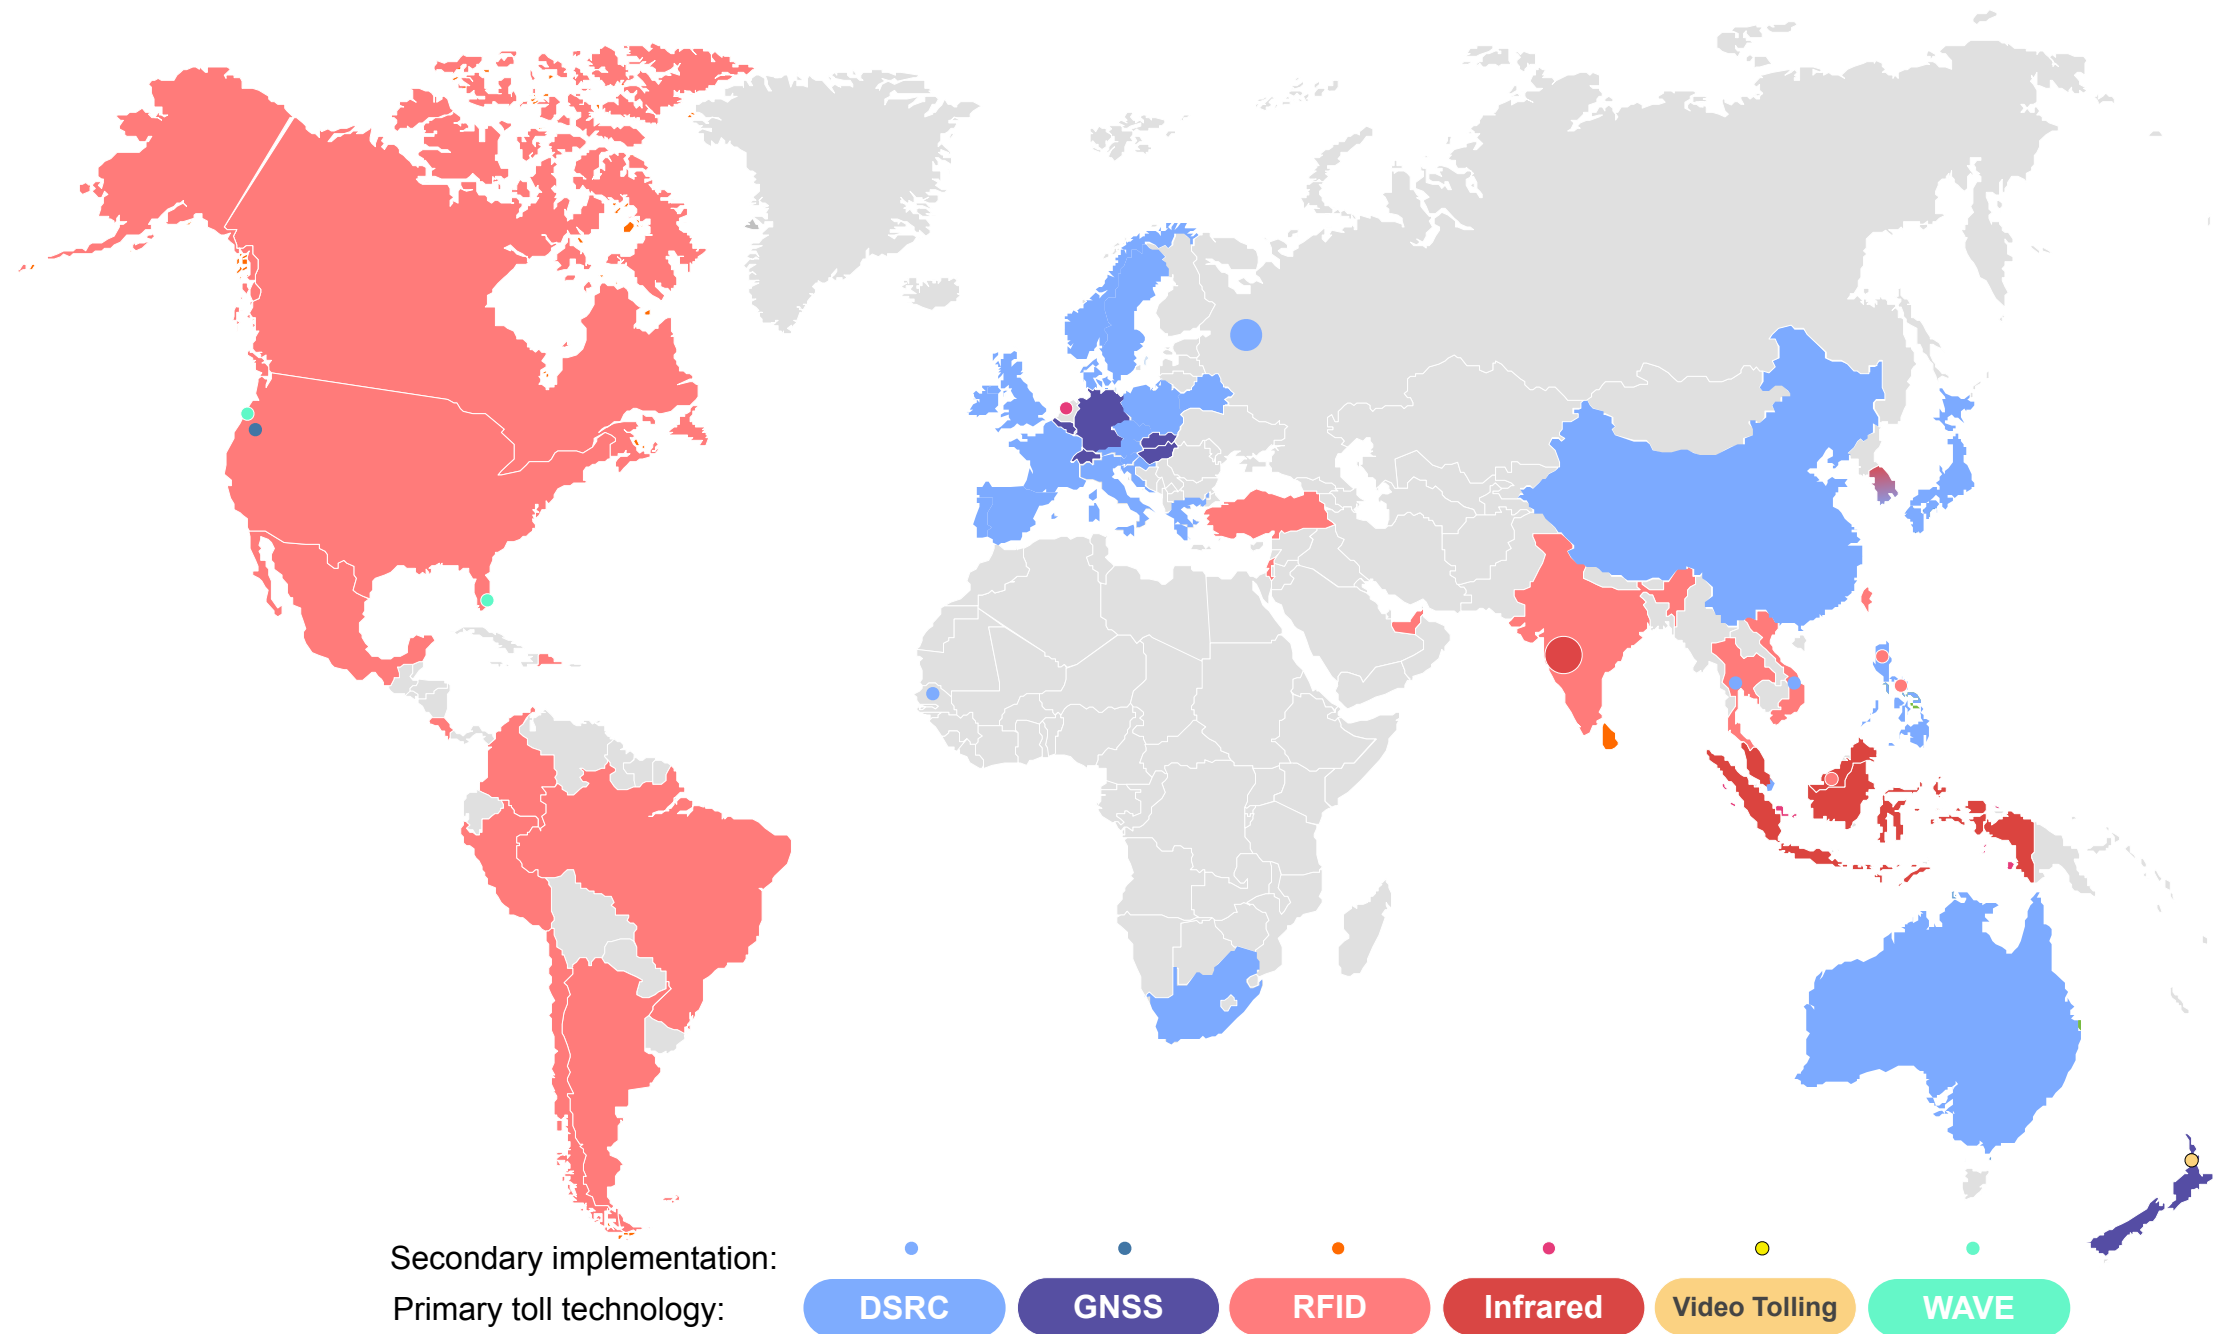 Secondary implementation:
Primary toll technology:
DSRC
GNSS
RFID
Infrared
Video Tolling
WAVE